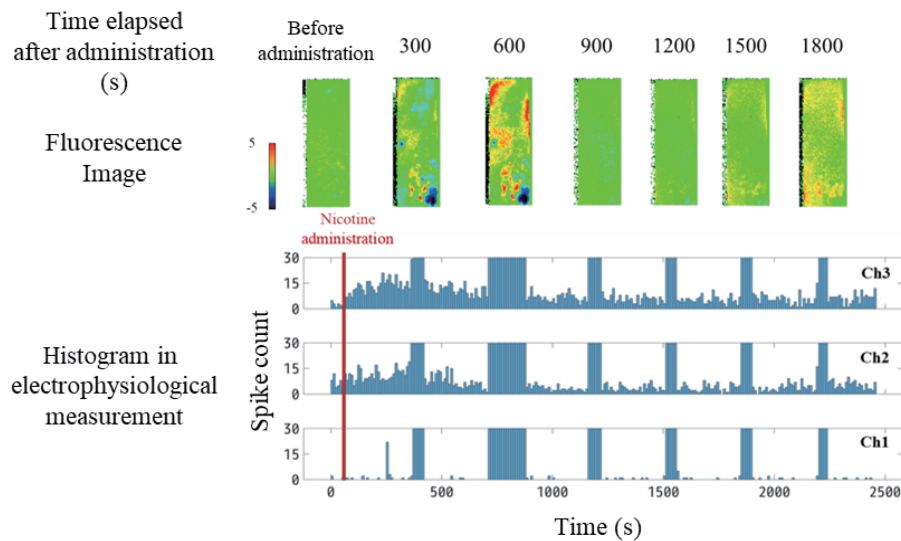 Time elapsed
after administration
(s)
Before
administration
300
600
900
1200
1500
1800
Fluorescence
Image
5
-5
Nicotine
administration
Histogram in
electrophysiological
measurement
Spike count
30
15
0
Ch3
30
15
0
Ch2
30
15
0
Ch1
0
500
1000
1500
2000
2500
Time (s)